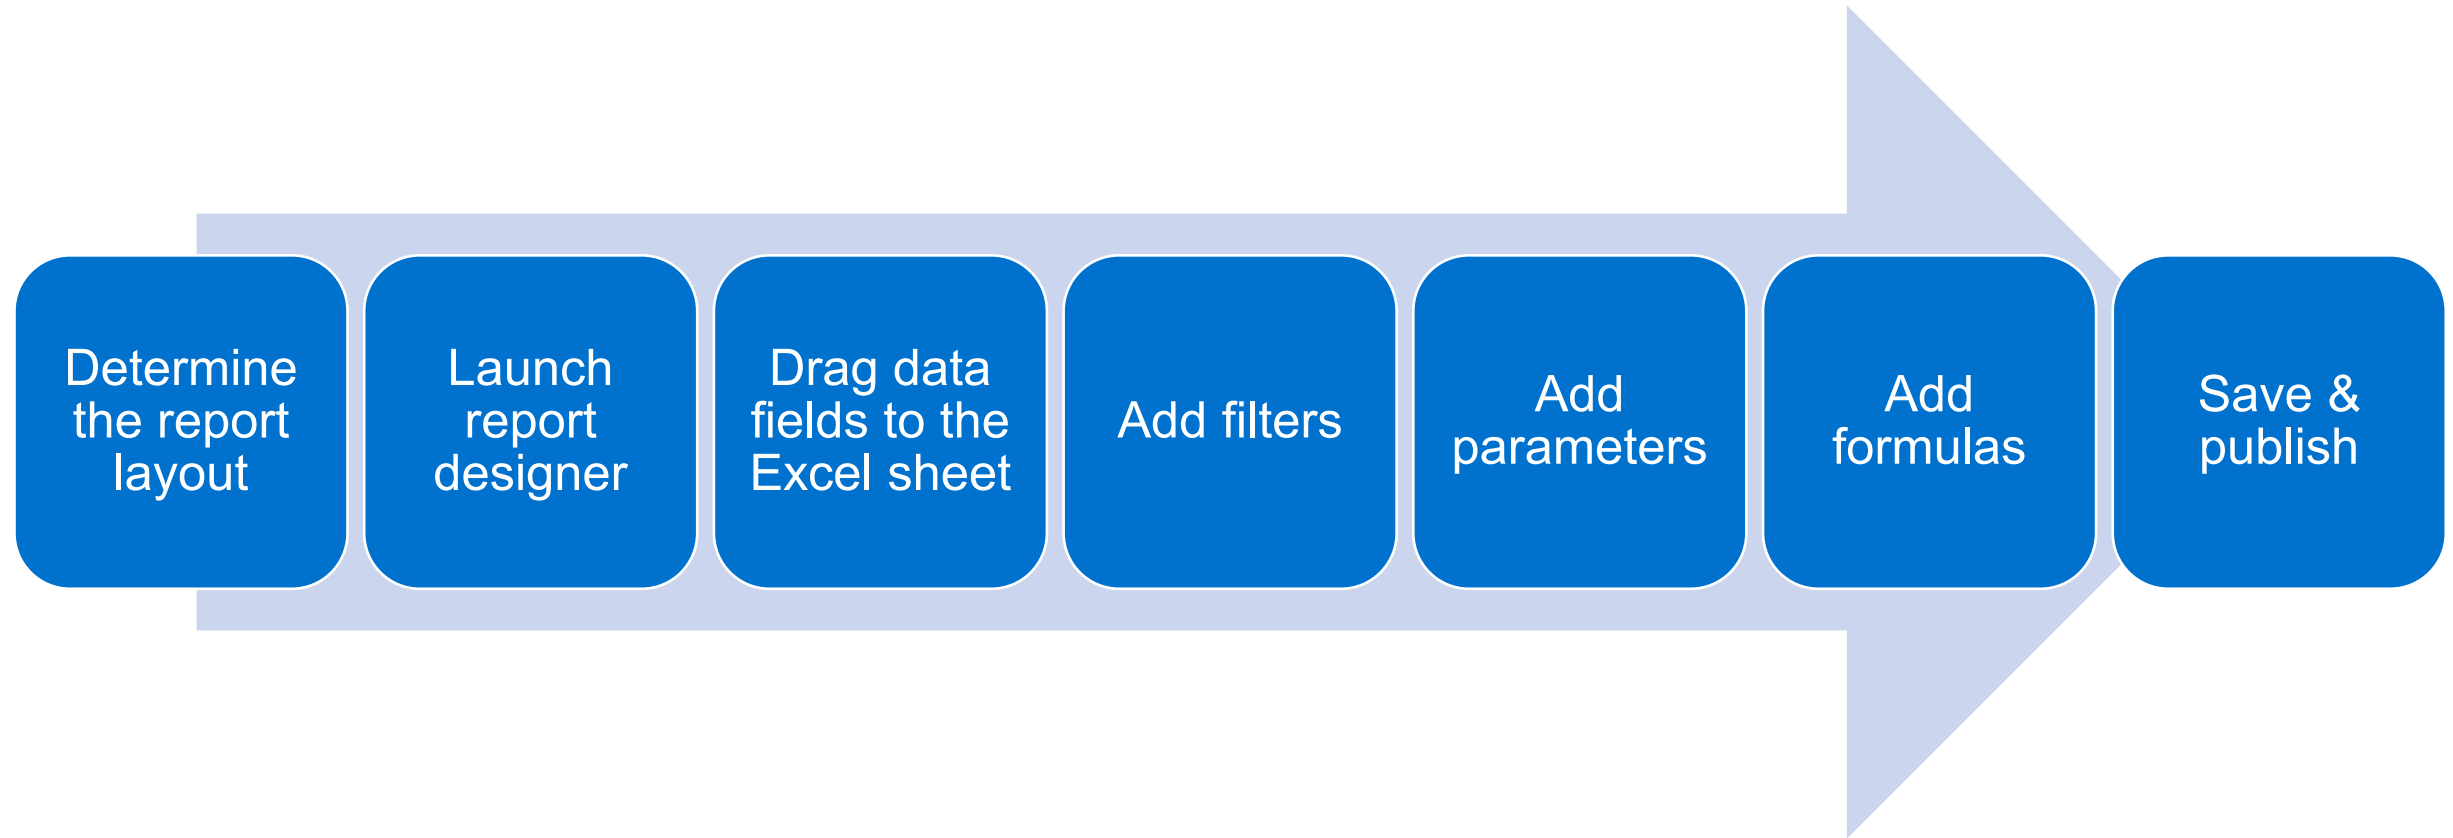 Determine
the report
layout
Launch
report
designer
Drag data
fields to the
Excel sheet
Add filters
Add
parameters
Add
formulas
Save &
publish